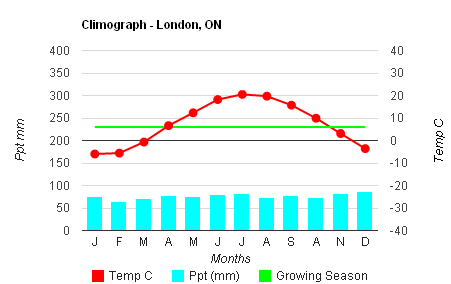 Climograph - London, ON
400 40
350 30
300 20
250 10
200 0
150 -10
100 -20
50 -30
0 -40
Ppt mm
Temp C
J F M A M J J A S A N D
Months
Temp C Ppt (mm) Growing Season